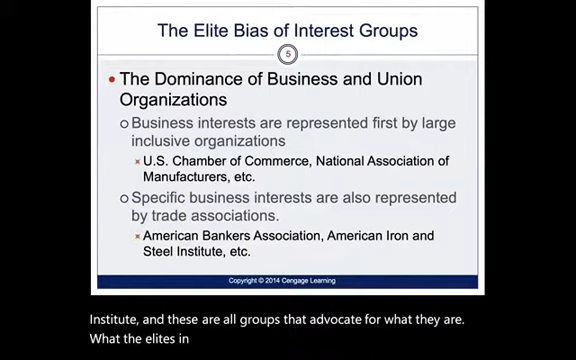 The Elite Bias of Interest Groups
5
• The Dominance of Business and Union
Organizations
Business interests are represented first by large
inclusive organizations
U.S. Chamber of Commerce, National Association of
Manufacturers, etc.
Specific business interests are also represented
by trade associations.
American Bankers Association, American Iron and
Steel Institute, etc.
Copyright © 2014 Cengage Learning
Institute, and these are all groups that advocate for what they are.
What the elites in